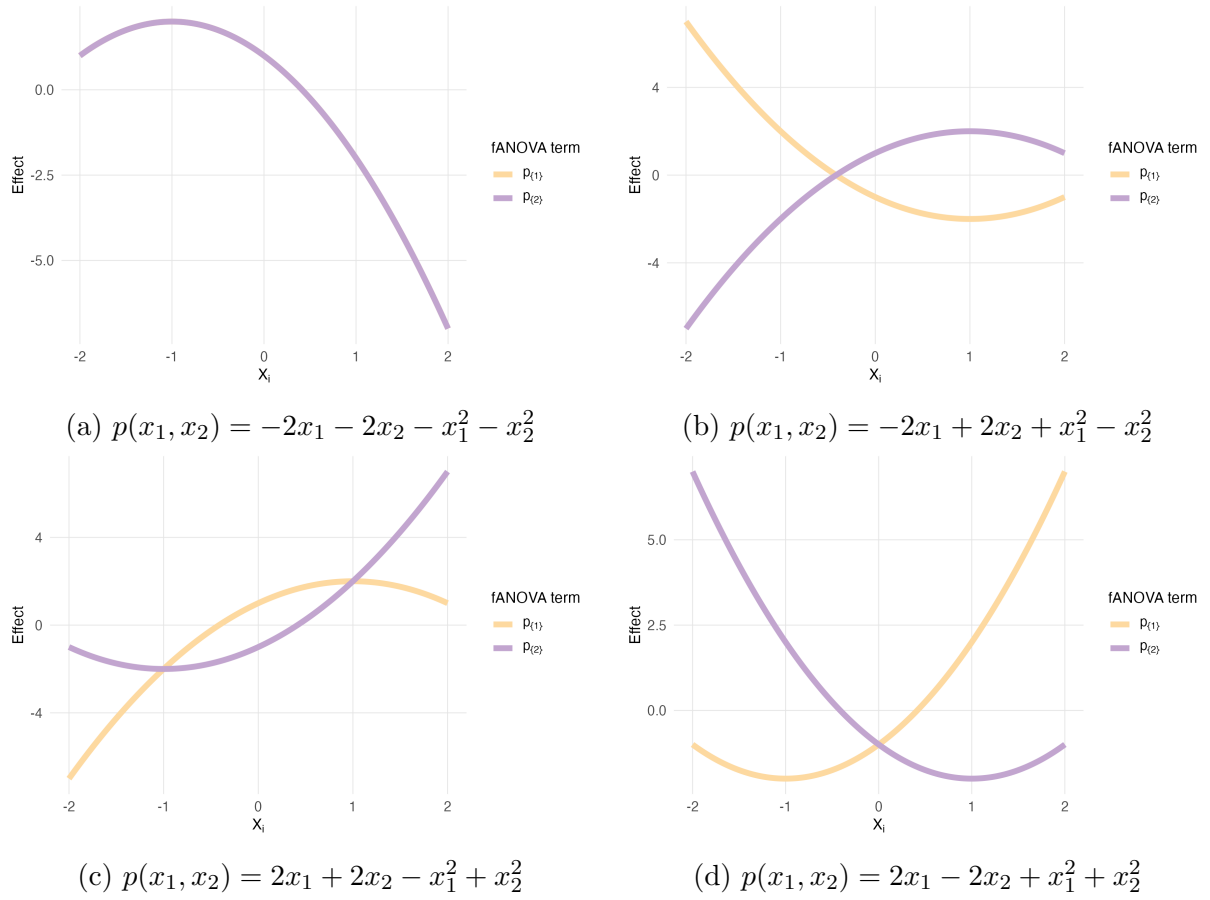 0.0
-2.5
-5.0
Effect
-2 -1 0 1 2
X_i
fANOVA term
p_{1}
p_{2}
(a) p(x_1, x_2) = −2x_1 − 2x_2 − x_1^2 − x_2^2
4
0
-4
Effect
-2 -1 0 1 2
X_i
fANOVA term
p_{1}
p_{2}
(b) p(x_1, x_2) = −2x_1 + 2x_2 + x_1^2 − x_2^2
4
0
-4
Effect
-2 -1 0 1 2
X_i
fANOVA term
p_{1}
p_{2}
(c) p(x_1, x_2) = 2x_1 + 2x_2 − x_1^2 + x_2^2
5.0
2.5
0.0
Effect
-2 -1 0 1 2
X_i
fANOVA term
p_{1}
p_{2}
(d) p(x_1, x_2) = 2x_1 − 2x_2 + x_1^2 + x_2^2